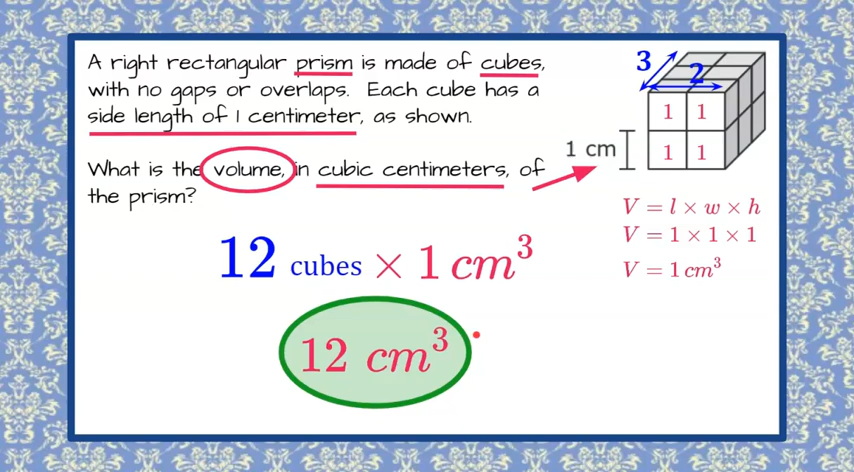 A right rectangular prism is made of cubes,
with no gaps or overlaps. Each cube has a
side length of 1 centimeter, as shown.
What is the volume, in cubic centimeters, of
the prism?
3
2
1 1
1 1
1 cm
V = l × w × h
V = 1 × 1 × 1
V = 1 cm³
12 cubes × 1 cm³
12 cm³